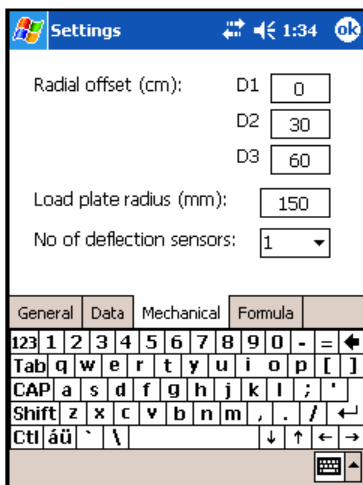 Settings 1:34 ok
Radial offset (cm): D1 0
D2 30
D3 60
Load plate radius (mm): 150
No of deflection sensors: 1
General Data Mechanical Formula
123 1 2 3 4 5 6 7 8 9 0 - =
Tab q w e r t y u i o p [ ]
CAP a s d f g h j k l ; '
Shift z x c v b n m , . /
Ctl áü ` \ ↓ ↑ ← →